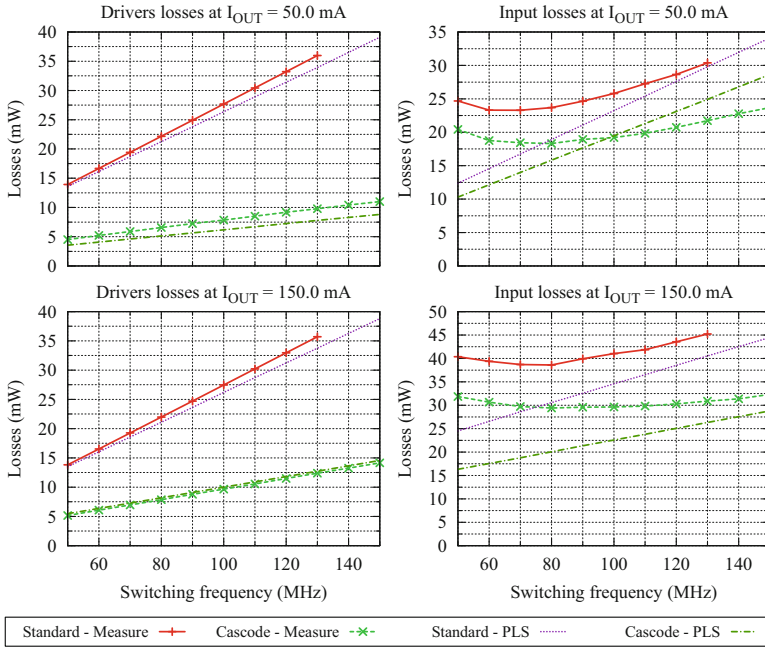 Drivers losses at IOUT = 50.0 mA
Losses (mW)
40
35
30
25
20
15
10
5
0
Input losses at IOUT = 50.0 mA
Losses (mW)
35
30
25
20
15
10
5
0
Drivers losses at IOUT = 150.0 mA
Losses (mW)
40
35
30
25
20
15
10
5
0
60 80 100 120 140
Switching frequency (MHz)
Input losses at IOUT = 150.0 mA
Losses (mW)
50
45
40
35
30
25
20
15
10
5
0
60 80 100 120 140
Switching frequency (MHz)
Standard - Measure Cascode - Measure Standard - PLS Cascode - PLS